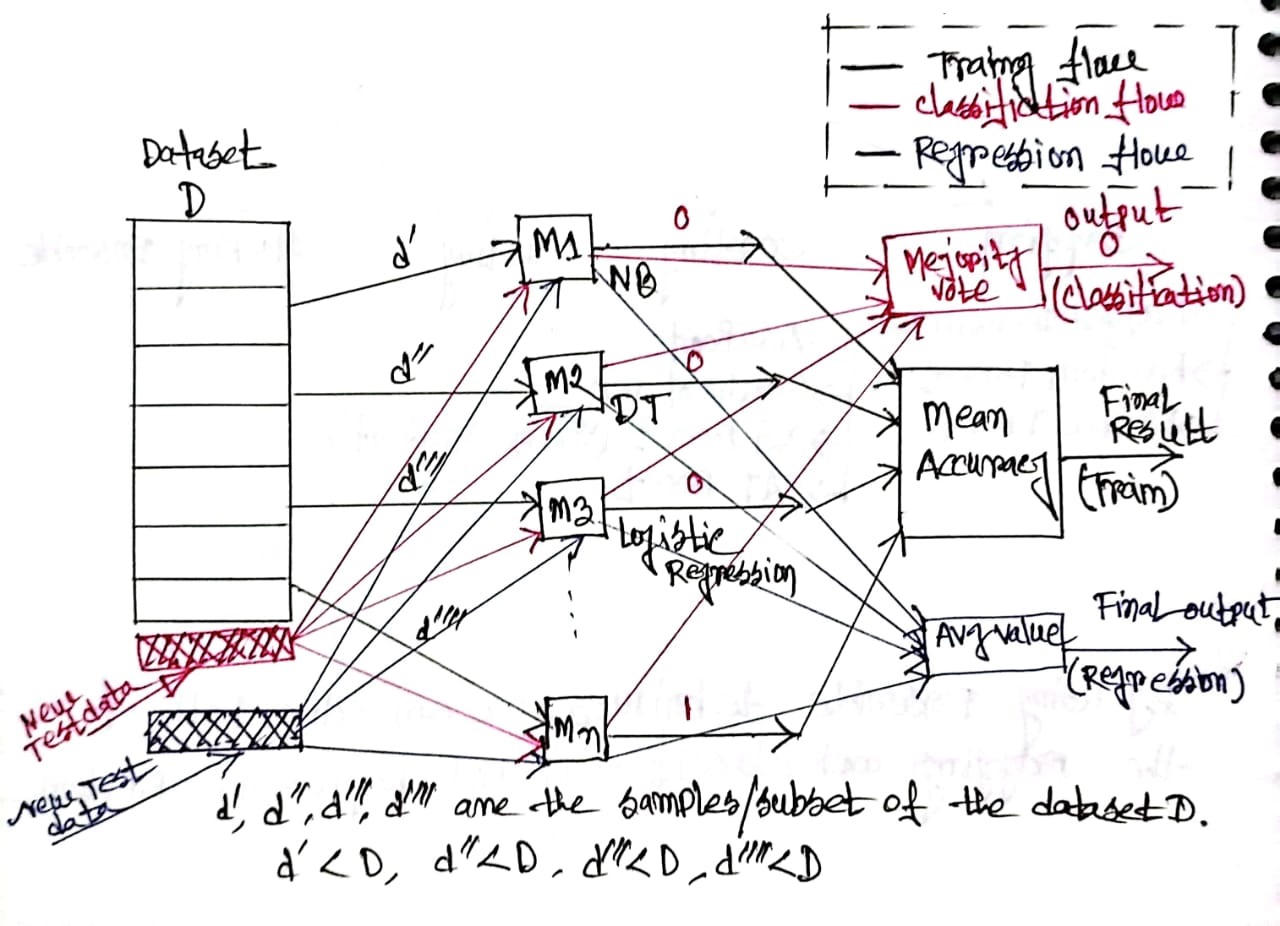 Traing flow
classification flow
Regression flow
Dataset
D
d'
d"
d'''
d''''
M1
NB
M2
DT
M3
Logistic
Regression
Mn
0
0
0
1
Mejority
vote
output
0
(classification)
Mean
Accuracy
Final
Result
(Train)
Avg value
Final output
(Regression)
New
Test data
New Test
data
d', d", d''', d'''' are the samples/subset of the dataset D.
d' < D, d" < D, d''' < D, d'''' < D